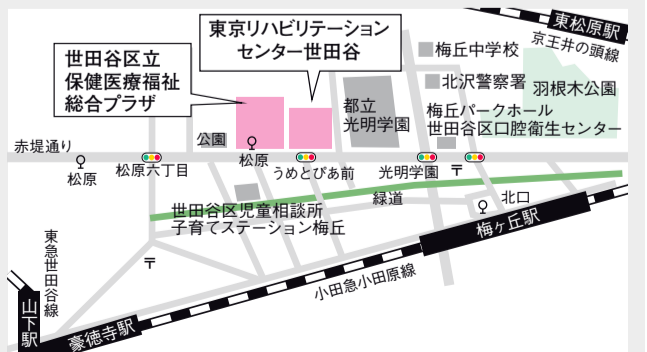 東松原駅
京王井の頭線
東京リハビリテーション
センター世田谷
世田谷区立
保健医療福祉
総合プラザ
梅丘中学校
北沢警察署
羽根木公園
梅丘パークホール
世田谷区口腔衛生センター
都立
光明学園
公園
赤堤通り
松原
松原六丁目
松原
うめとぴあ前
光明学園
〒
緑道
北口
世田谷区児童相談所
子育てステーション梅丘
梅ヶ丘駅
東急世田谷線
〒
小田急小田原線
山下駅
豪徳寺駅